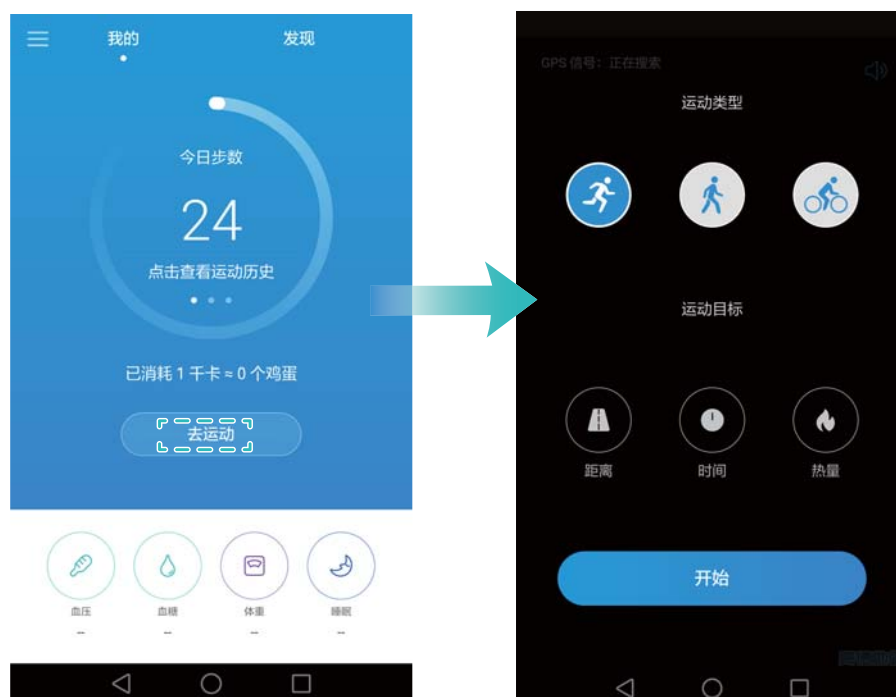 我的
发现
今日步数
24
点击查看运动历史
已消耗 1 千卡 ≈ 0 个鸡蛋
去运动
血压
血糖
体重
睡眠
--
--
--
--
GPS 信号：正在搜索
运动类型
运动目标
距离
时间
热量
开始